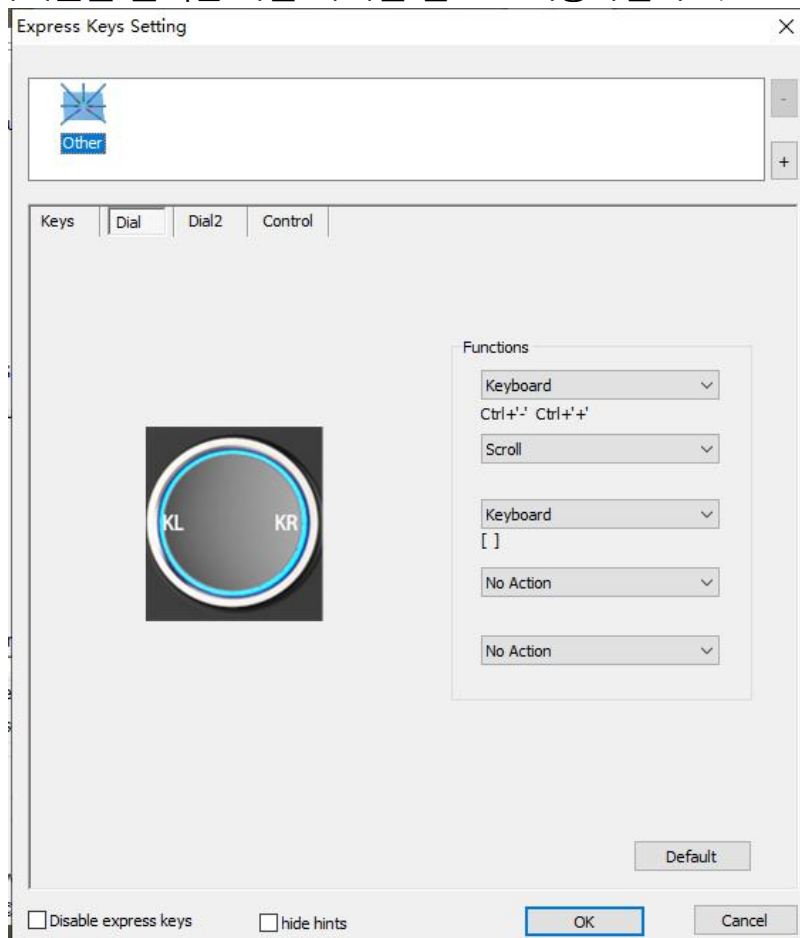 Express Keys Setting
Other
-
+
Keys Dial Dial2 Control
Functions
Keyboard
Ctrl+'-' Ctrl+'+'
Scroll
KL KR
Keyboard
[ ]
No Action
No Action
Default
Disable express keys hide hints OK Cancel